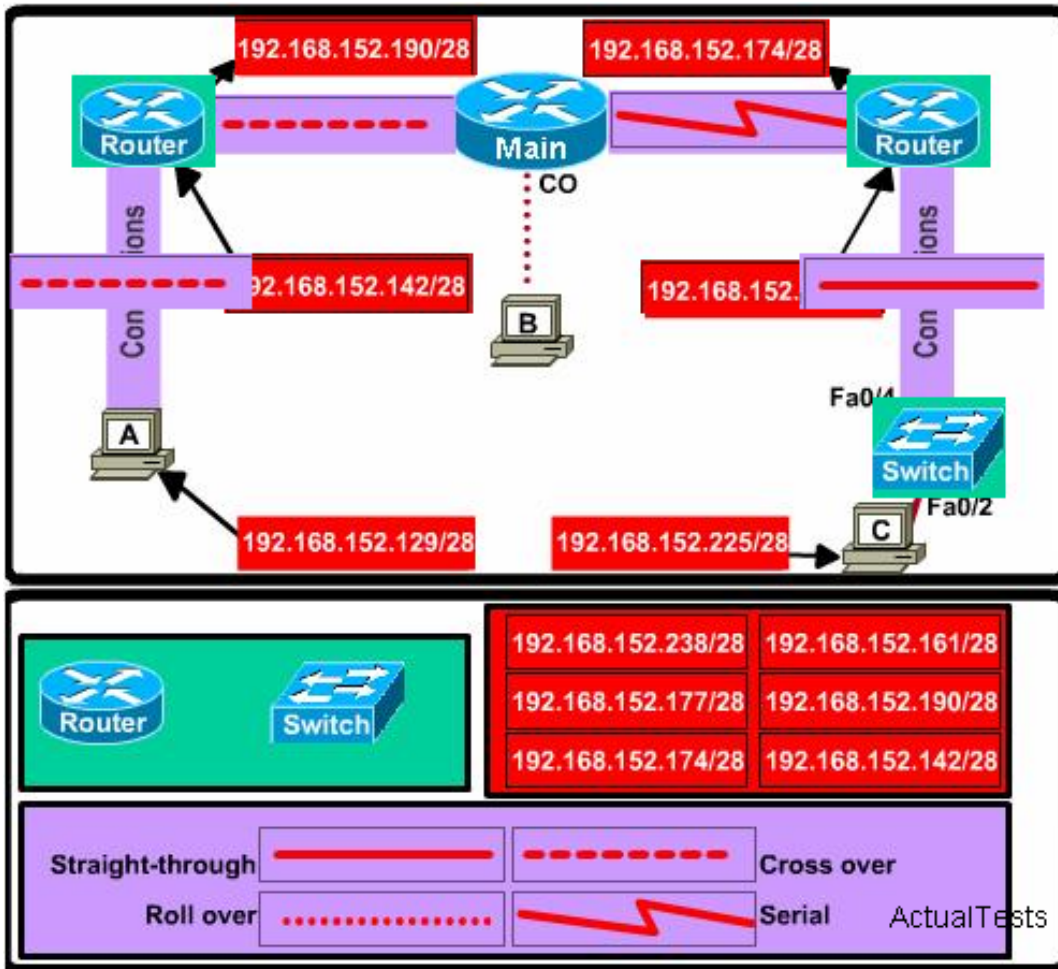 192.168.152.190/28
192.168.152.174/28
Router
Main
Router
CO
192.168.152.142/28
192.168.152.
B
Fa0/4
A
Switch
Fa0/2
192.168.152.129/28
192.168.152.225/28
C
192.168.152.238/28
192.168.152.161/28
Router
Switch
192.168.152.177/28
192.168.152.190/28
192.168.152.174/28
192.168.152.142/28
Straight-through
Cross over
Roll over
Serial
ActualTests